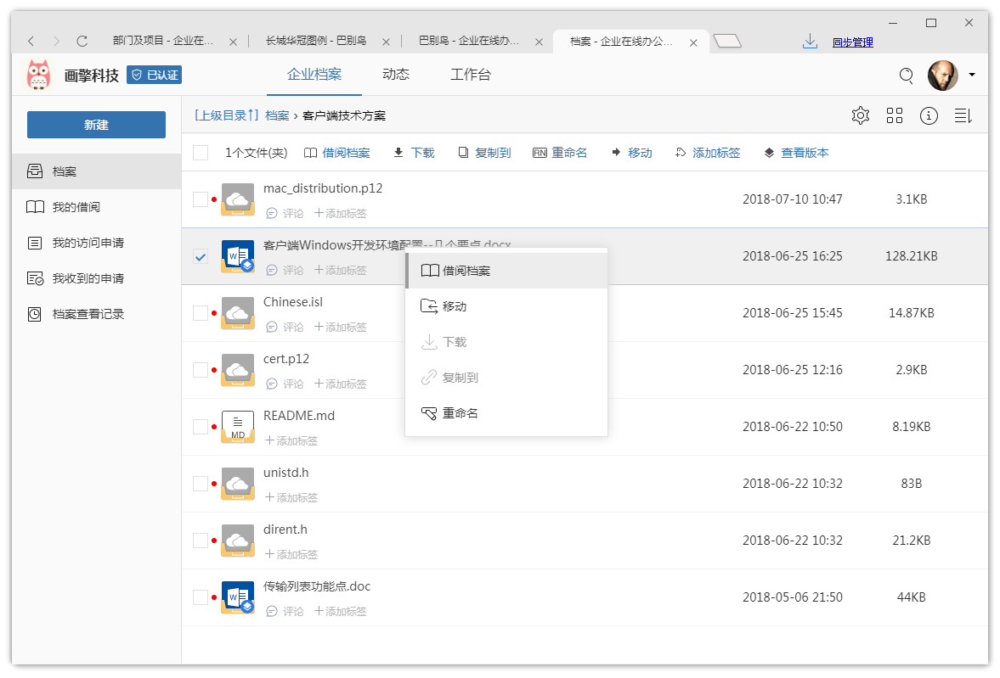 部门及项目 - 企业在...
长城华冠图例 - 巴别鸟
巴别鸟 - 企业在线办...
档案 - 企业在线办公...
同步管理
画擎科技
已认证
企业档案
动态
工作台
新建
档案
我的借阅
我的访问申请
我收到的申请
档案查看记录
[上级目录↑] 档案 › 客户端技术方案
1个文件(夹) 借阅档案 下载 复制到 RN 重命名 移动 添加标签 查看版本
mac_distribution.p12
评论 +添加标签
2018-07-10 10:47 3.1KB
客户端Windows开发环境配置--几个要点.docx
评论 +添加标签
2018-06-25 16:25 128.21KB
Chinese.isl
评论 +添加标签
2018-06-25 15:45 14.87KB
cert.p12
评论 +添加标签
2018-06-25 12:16 2.9KB
MD
README.md
+添加标签
2018-06-22 10:50 8.19KB
unistd.h
+添加标签
2018-06-22 10:32 83B
dirent.h
+添加标签
2018-06-22 10:32 21.2KB
传输列表功能点.doc
评论 +添加标签
2018-05-06 21:50 44KB
借阅档案
移动
下载
复制到
重命名